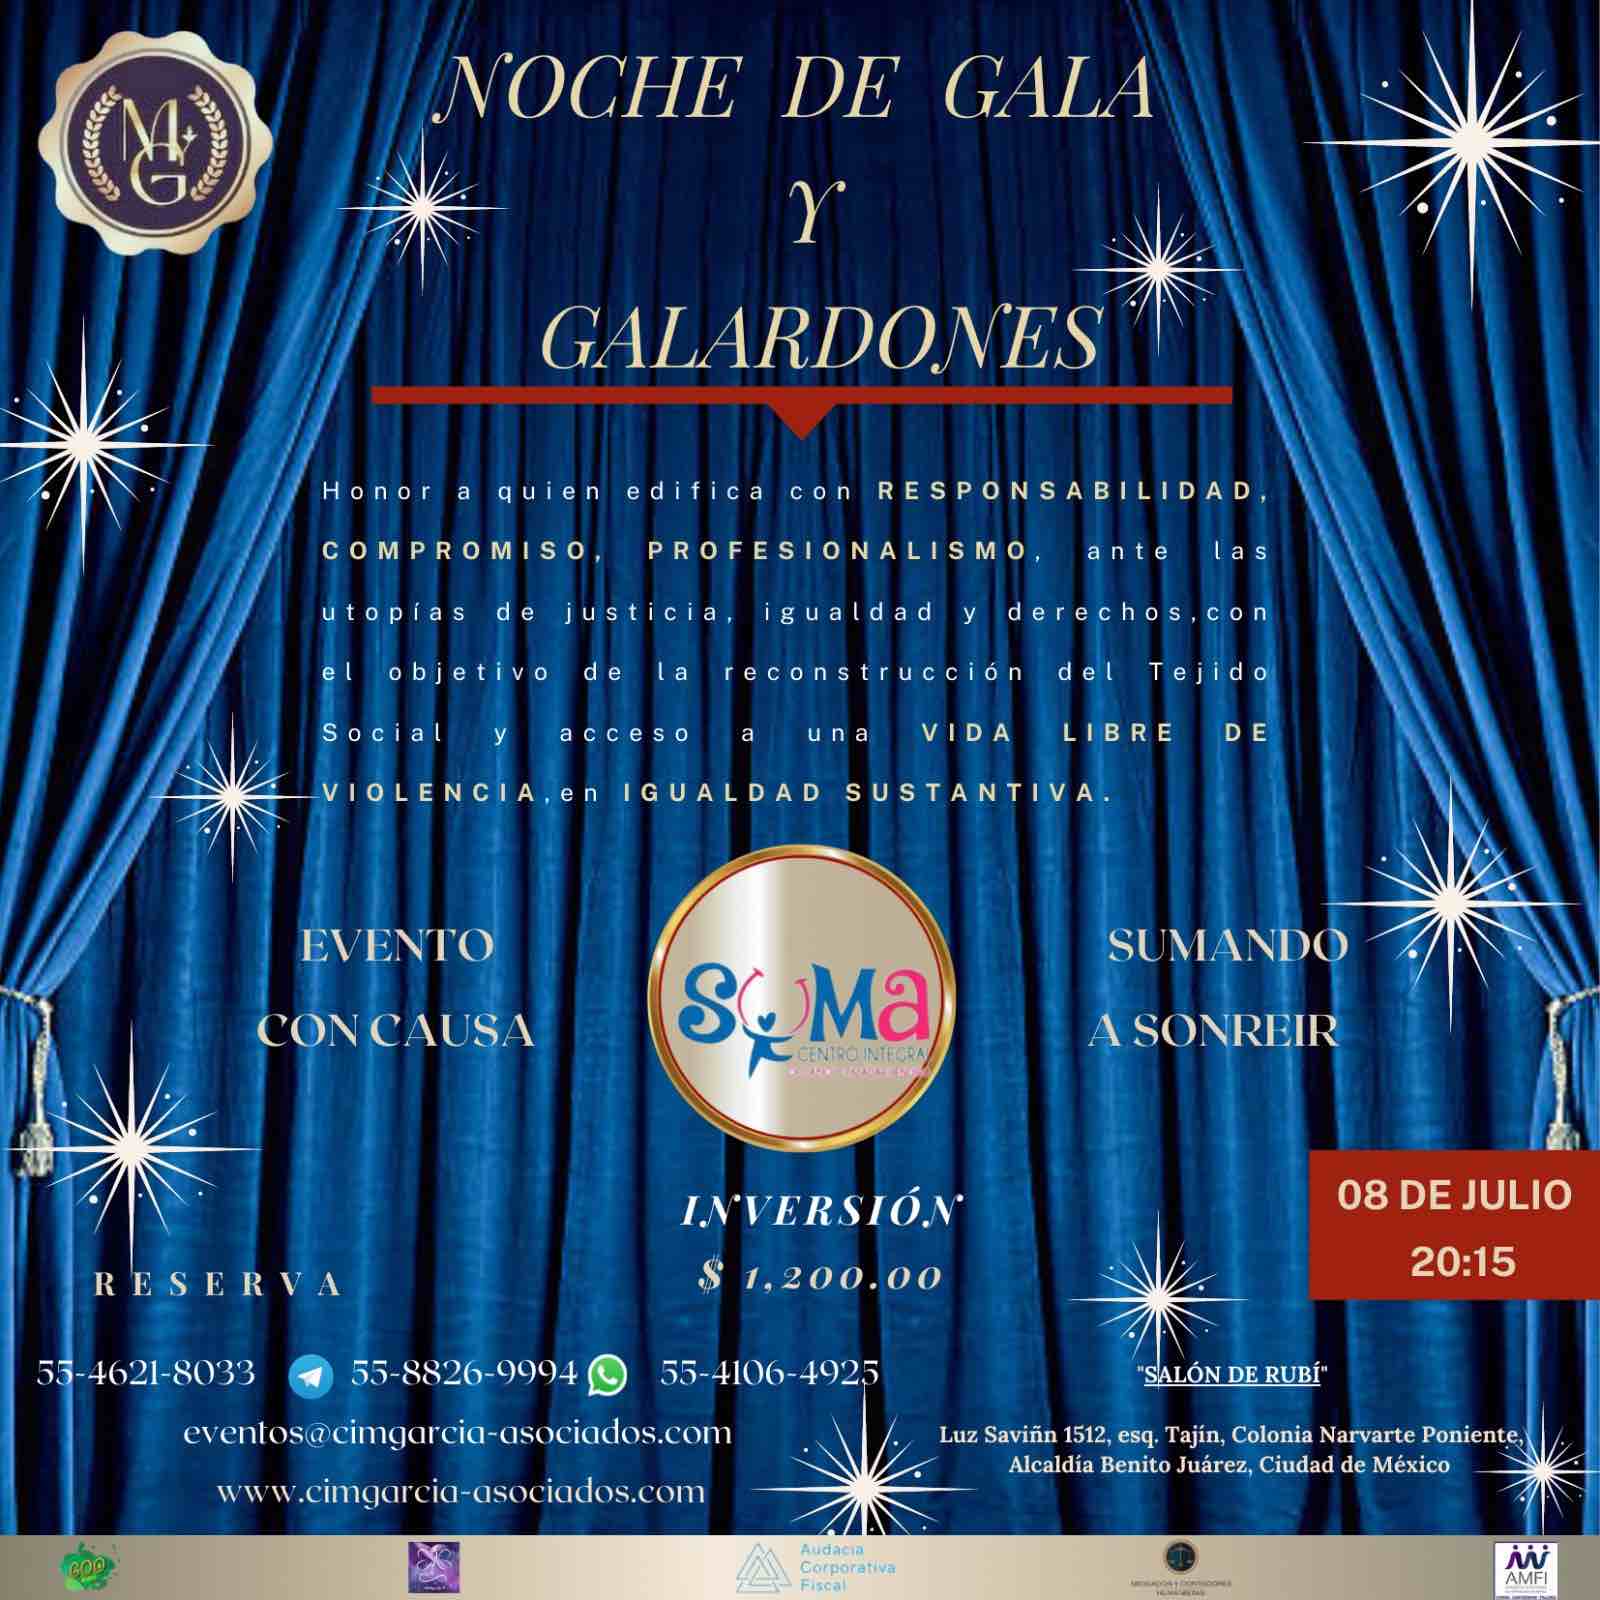 MYG
NOCHE DE GALA
Y
GALARDONES
Honor a quien edifica con RESPONSABILIDAD,
COMPROMISO, PROFESIONALISMO, ante las
utopías de justicia, igualdad y derechos,con
el objetivo de la reconstrucción del Tejido
Social y acceso a una VIDA LIBRE DE
VIOLENCIA,en IGUALDAD SUSTANTIVA.
EVENTO
CON CAUSA
SUMA
CENTRO INTEGRAL
SUMANDO
A SONREIR
INVERSIÓN
$ 1,200.00
08 DE JULIO
20:15
RESERVA
55-4621-8033 55-8826-9994 55-4106-4925
eventos@cimgarcia-asociados.com
www.cimgarcia-asociados.com
"SALÓN DE RUBÍ"
Luz Saviñn 1512, esq. Tajín, Colonia Narvarte Poniente,
Alcaldía Benito Juárez, Ciudad de México
Audacia
Corporativa
Fiscal
ABOGADOS Y CONTADORES
AMFI